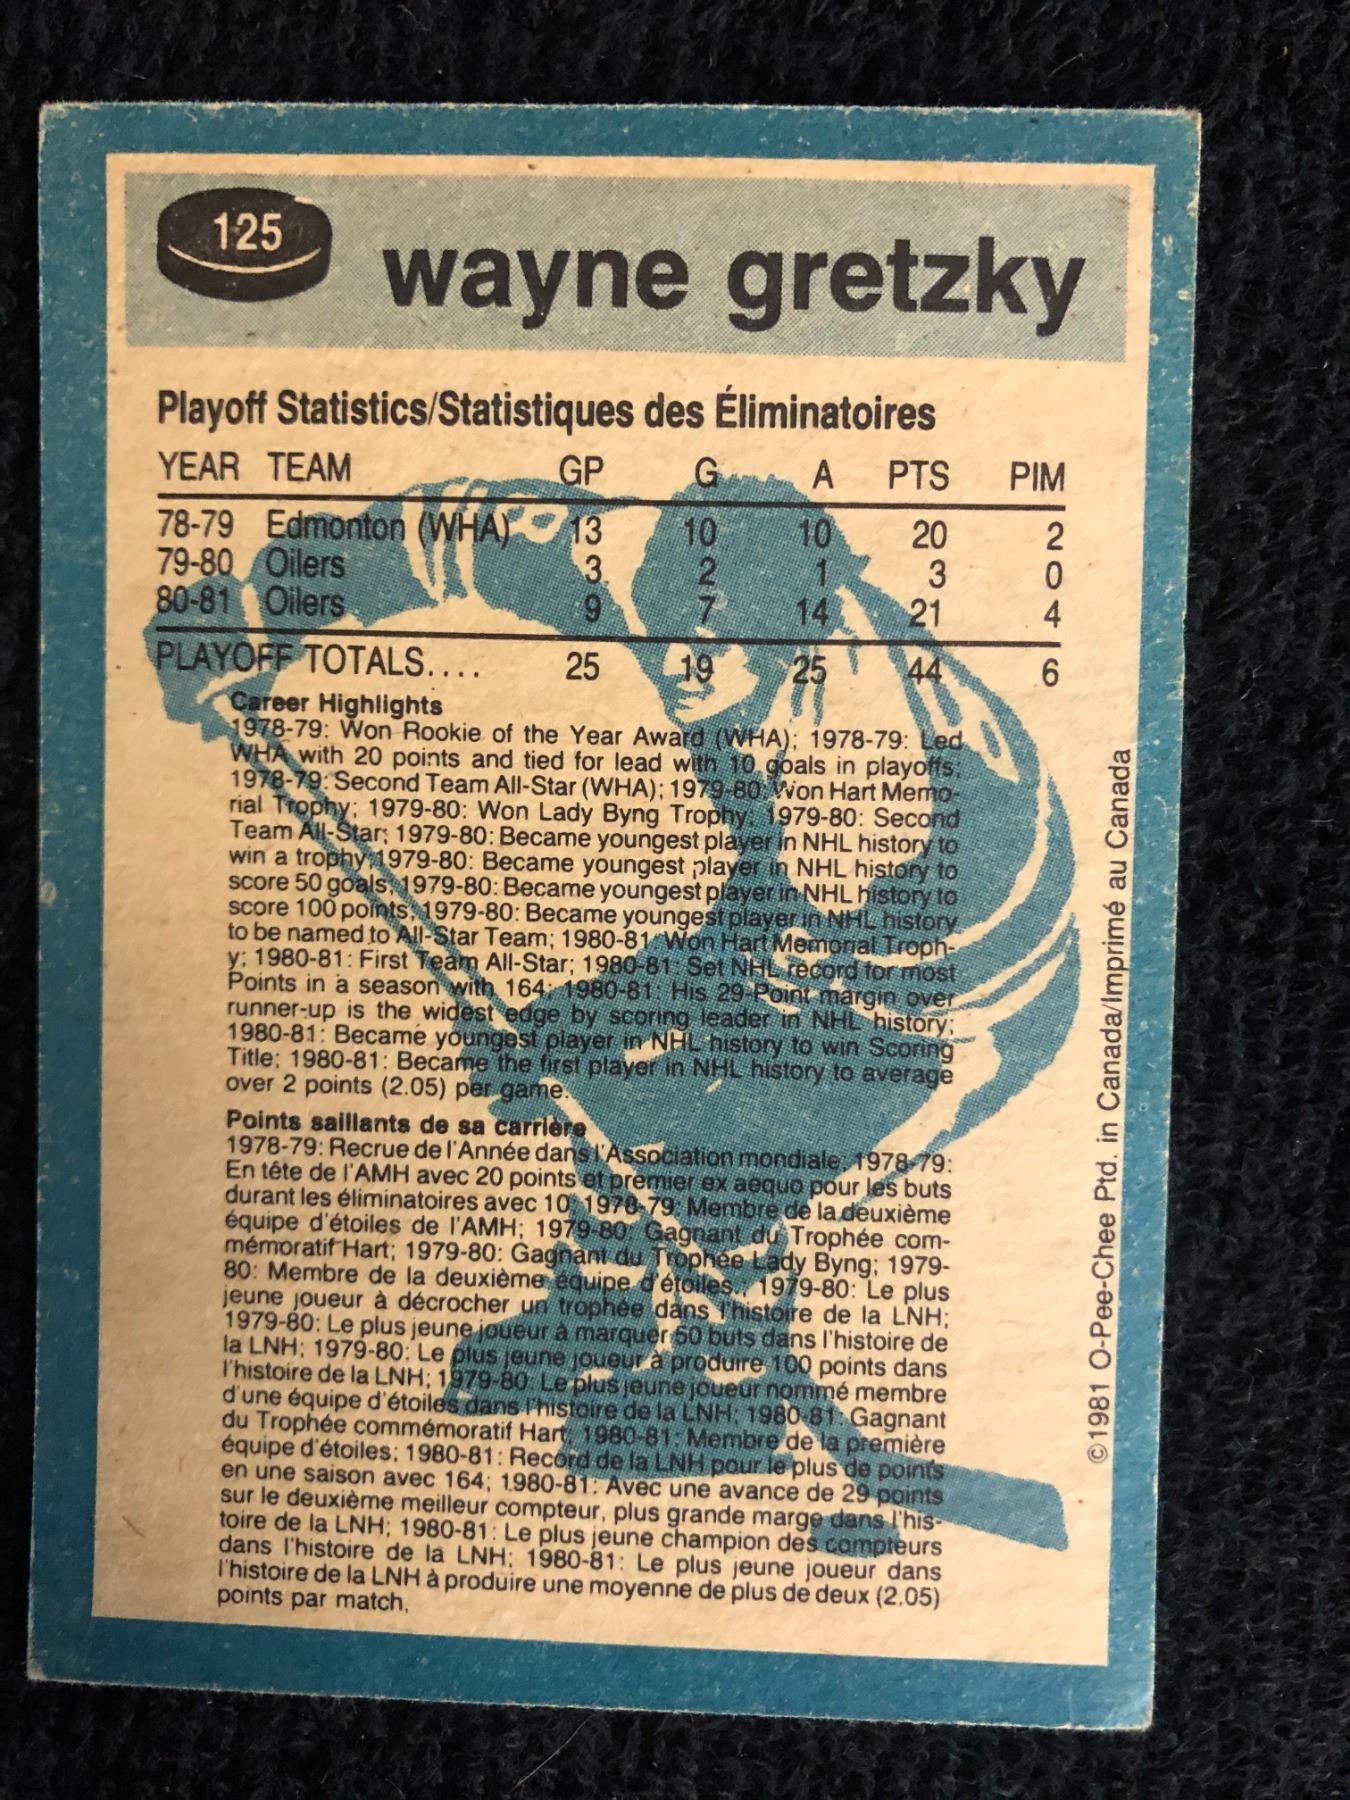 125
wayne gretzky
Playoff Statistics/Statistiques des Éliminatoires
YEAR TEAM GP G A PTS PIM
78-79 Edmonton (WHA) 13 10 10 20 2
79-80 Oilers 3 2 1 3 0
80-81 Oilers 9 7 14 21 4
PLAYOFF TOTALS.... 25 19 25 44 6
Career Highlights
1978-79: Won Rookie of the Year Award (WHA); 1978-79: Led
WHA with 20 points and tied for lead with 10 goals in playoffs;
1978-79: Second Team All-Star (WHA); 1979-80: Won Hart Memo-
rial Trophy; 1979-80: Won Lady Byng Trophy; 1979-80: Second
Team All-Star; 1979-80: Became youngest player in NHL history to
win a trophy; 1979-80: Became youngest player in NHL history to
score 50 goals; 1979-80: Became youngest player in NHL history to
score 100 points; 1979-80: Became youngest player in NHL history
to be named to All-Star Team; 1980-81: Won Hart Memorial Troph-
y; 1980-81: First Team All-Star; 1980-81: Set NHL record for most
Points in a season with 164; 1980-81: His 29-Point margin over
runner-up is the widest edge by scoring leader in NHL history;
1980-81: Became youngest player in NHL history to win Scoring
Title; 1980-81: Became the first player in NHL history to average
over 2 points (2.05) per game.
Points saillants de sa carrière
1978-79: Recrue de l'Année dans l'Association mondiale; 1978-79:
En tête de l'AMH avec 20 points et premier ex aequo pour les buts
durant les éliminatoires avec 10; 1978-79: Membre de la deuxième
équipe d'étoiles de l'AMH; 1979-80: Gagnant du Trophée com-
mémoratif Hart; 1979-80: Gagnant du Trophée Lady Byng; 1979-
80: Membre de la deuxième équipe d'étoiles., 1979-80: Le plus
jeune joueur à décrocher un trophée dans l'histoire de la LNH;
1979-80: Le plus jeune joueur à marquer 50 buts dans l'histoire de
la LNH; 1979-80: Le plus jeune joueur à produire 100 points dans
l'histoire de la LNH; 1979-80: Le plus jeune joueur nommé membre
d'une équipe d'étoiles dans l'histoire de la LNH; 1980-81: Gagnant
du Trophée commémoratif Hart; 1980-81: Membre de la première
équipe d'étoiles; 1980-81: Record de la LNH pour le plus de points
en une saison avec 164; 1980-81: Avec une avance de 29 points
sur le deuxième meilleur compteur, plus grande marge dans l'his-
toire de la LNH; 1980-81: Le plus jeune champion des compteurs
dans l'histoire de la LNH; 1980-81: Le plus jeune joueur dans
l'histoire de la LNH à produire une moyenne de plus de deux (2.05)
points par match.
©1981 O-Pee-Chee Ptd. in Canada/Imprimé au Canada